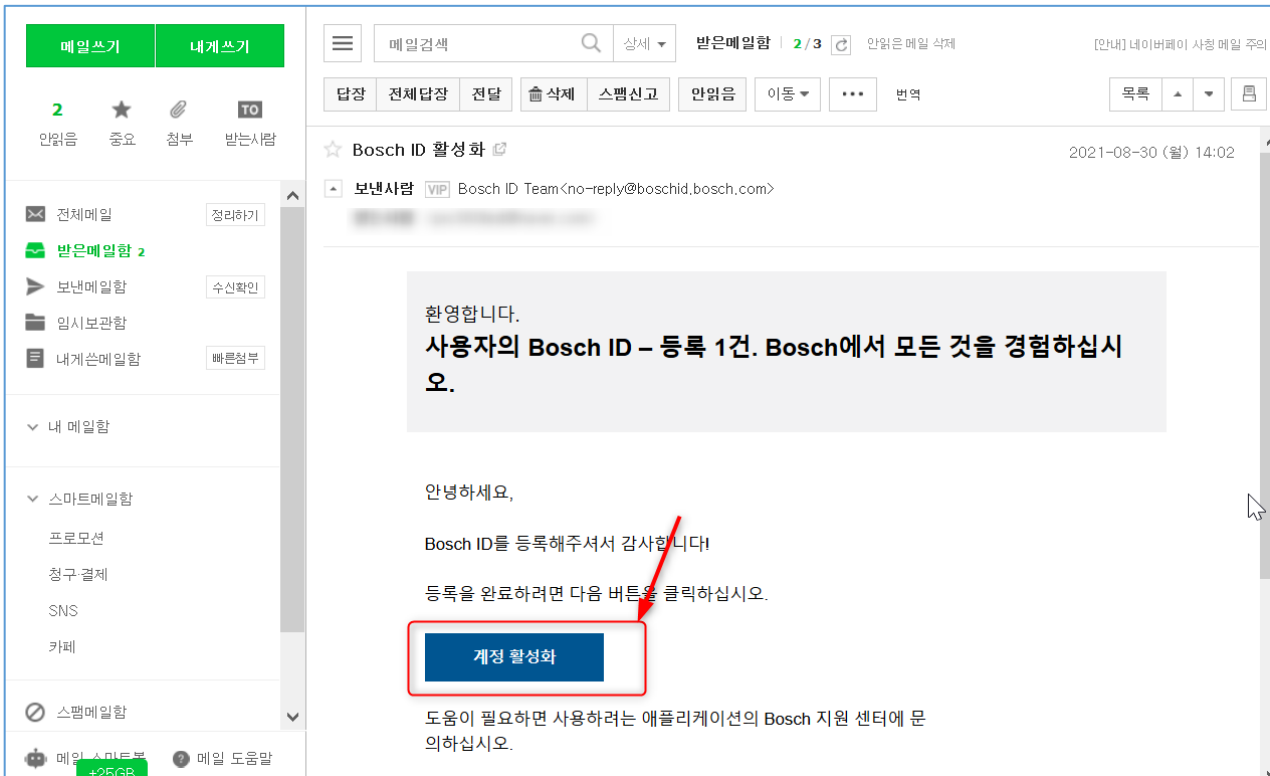 메일쓰기 내게쓰기
메일검색 상세 받은메일함 2/3 안읽은 메일 삭제 [안내] 네이버페이 사칭 메일 주의
답장 전체답장 전달 삭제 스팸신고 안읽음 이동 ••• 번역 목록
2 TO
안읽음 중요 첨부 받는사람
Bosch ID 활성화 2021-08-30 (월) 14:02
보낸사람 VIP Bosch ID Team<no-reply@boschid.bosch.com>
전체메일 정리하기
받은메일함 2
보낸메일함 수신확인
임시보관함
내게쓴메일함 빠른첨부
내 메일함
스마트메일함
프로모션
청구·결제
SNS
카페
스팸메일함
메일 스마트봇 메일 도움말
+25GB
환영합니다.
사용자의 Bosch ID – 등록 1건. Bosch에서 모든 것을 경험하십시
오.
안녕하세요,
Bosch ID를 등록해주셔서 감사합니다!
등록을 완료하려면 다음 버튼을 클릭하십시오.
계정 활성화
도움이 필요하면 사용하려는 애플리케이션의 Bosch 지원 센터에 문
의하십시오.